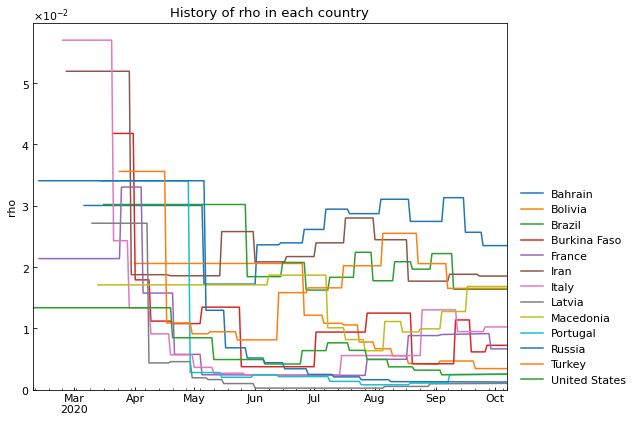 History of rho in each country
×10⁻²
5
4
3
2
1
0
rho
Mar Apr May Jun Jul Aug Sep Oct
2020
Bahrain
Bolivia
Brazil
Burkina Faso
France
Iran
Italy
Latvia
Macedonia
Portugal
Russia
Turkey
United States